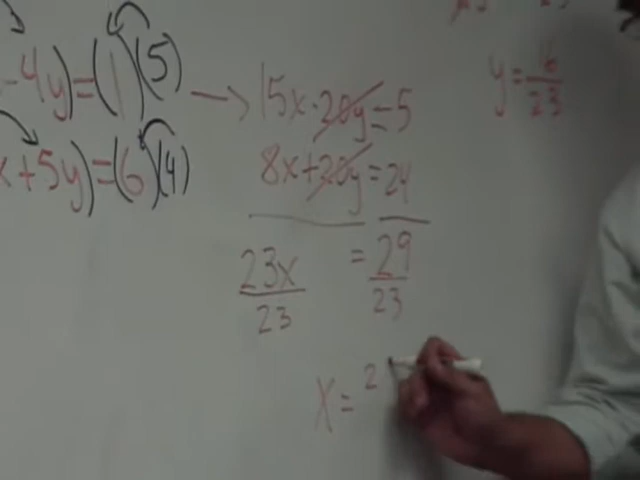 -4y)=(1)(5)
x+5y)=(6)(4)
15x-20y=5
8x+20y=24
23x = 29
23 23
x= 2
y=16
23